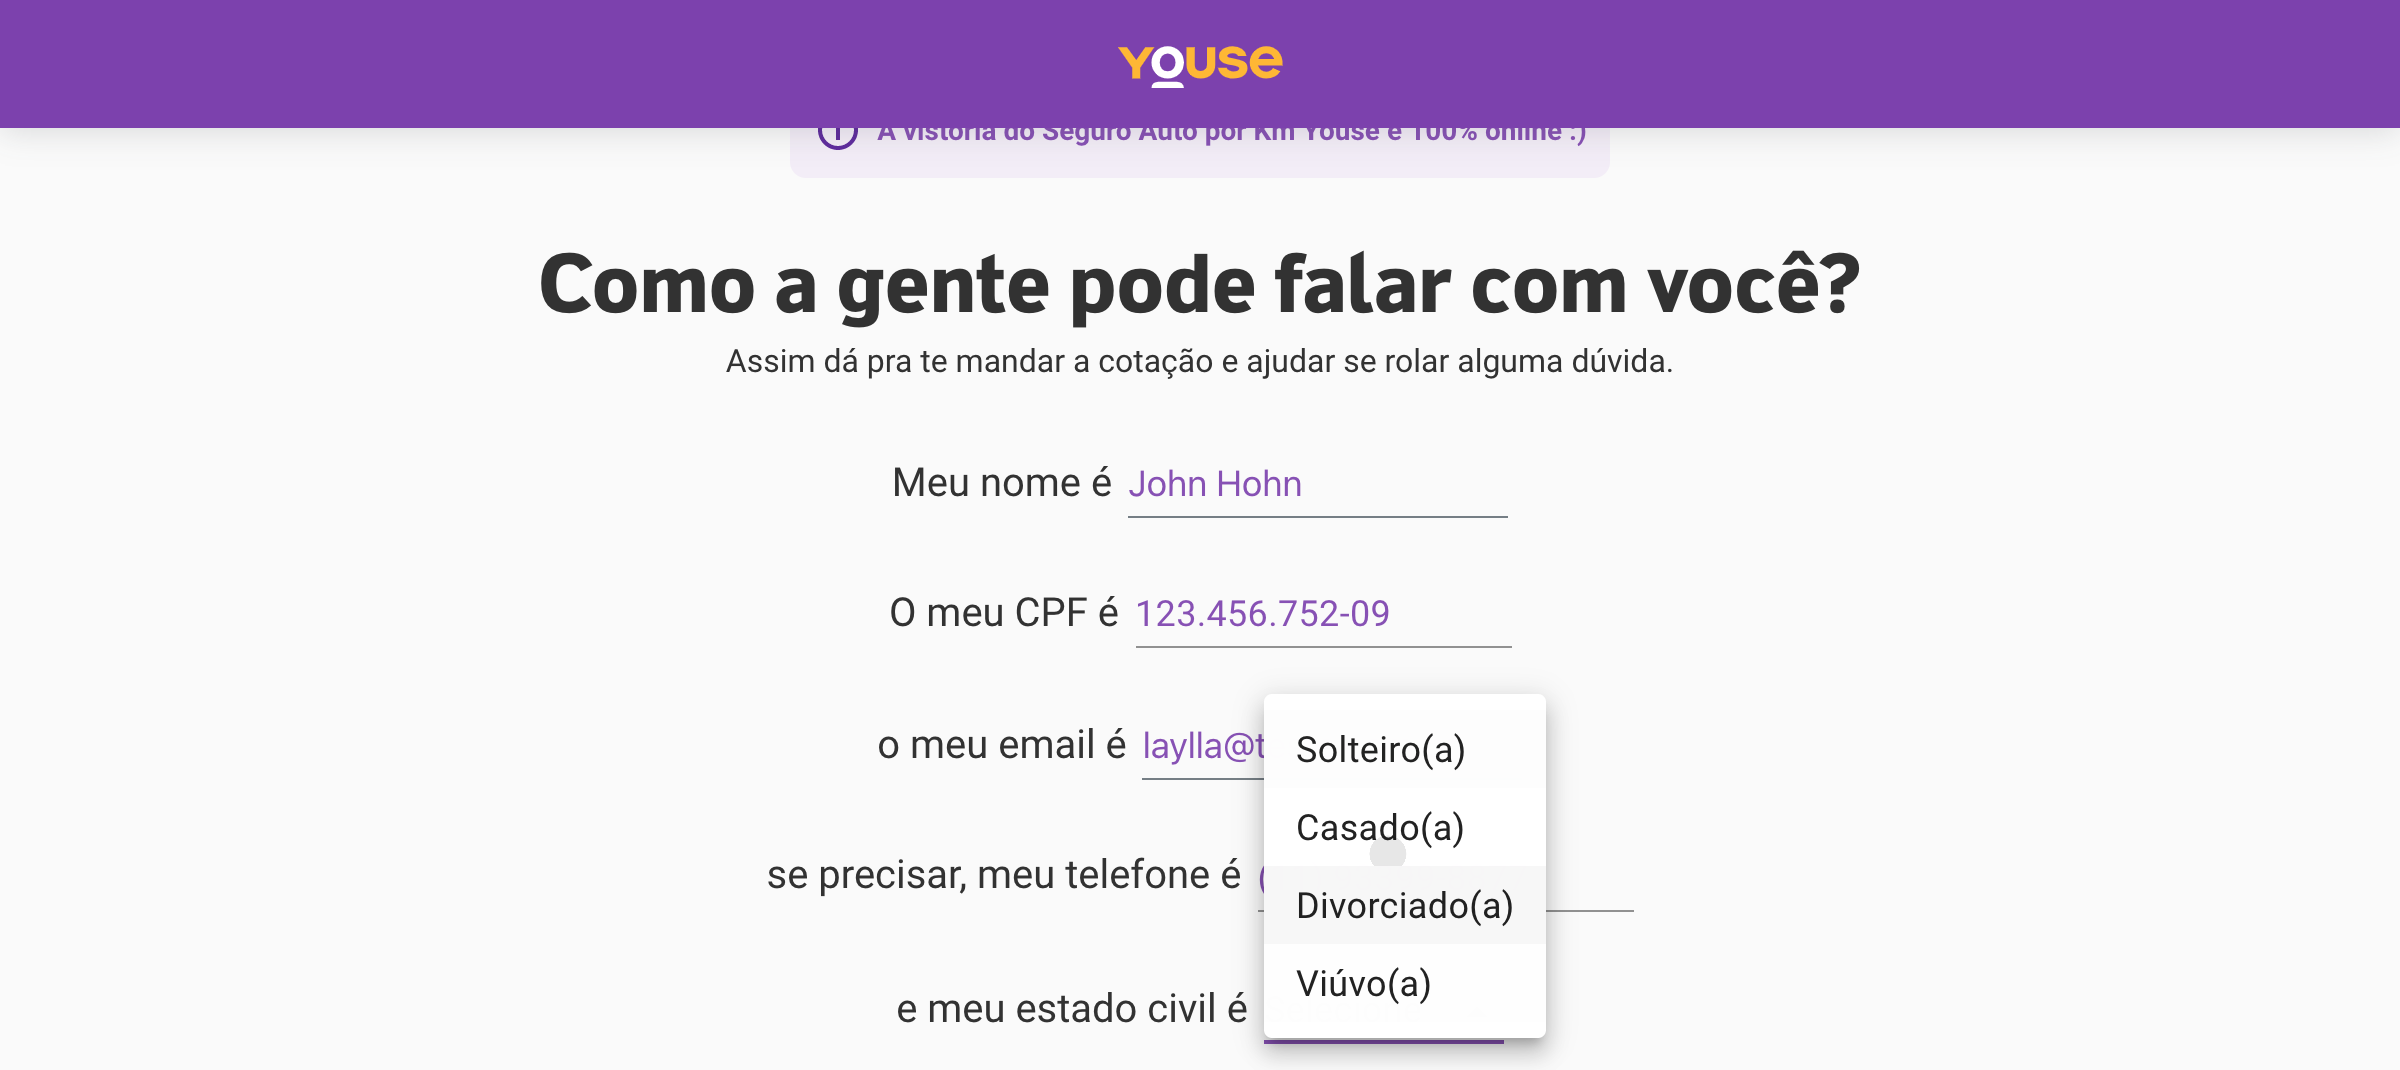 YOUSE
A vistoria do Seguro Auto por Km Youse é 100% online :)
Como a gente pode falar com você?
Assim dá pra te mandar a cotação e ajudar se rolar alguma dúvida.
Meu nome é John Hohn
O meu CPF é 123.456.752-09
o meu email é laylla@t
se precisar, meu telefone é (
e meu estado civil é
Solteiro(a)
Casado(a)
Divorciado(a)
Viúvo(a)